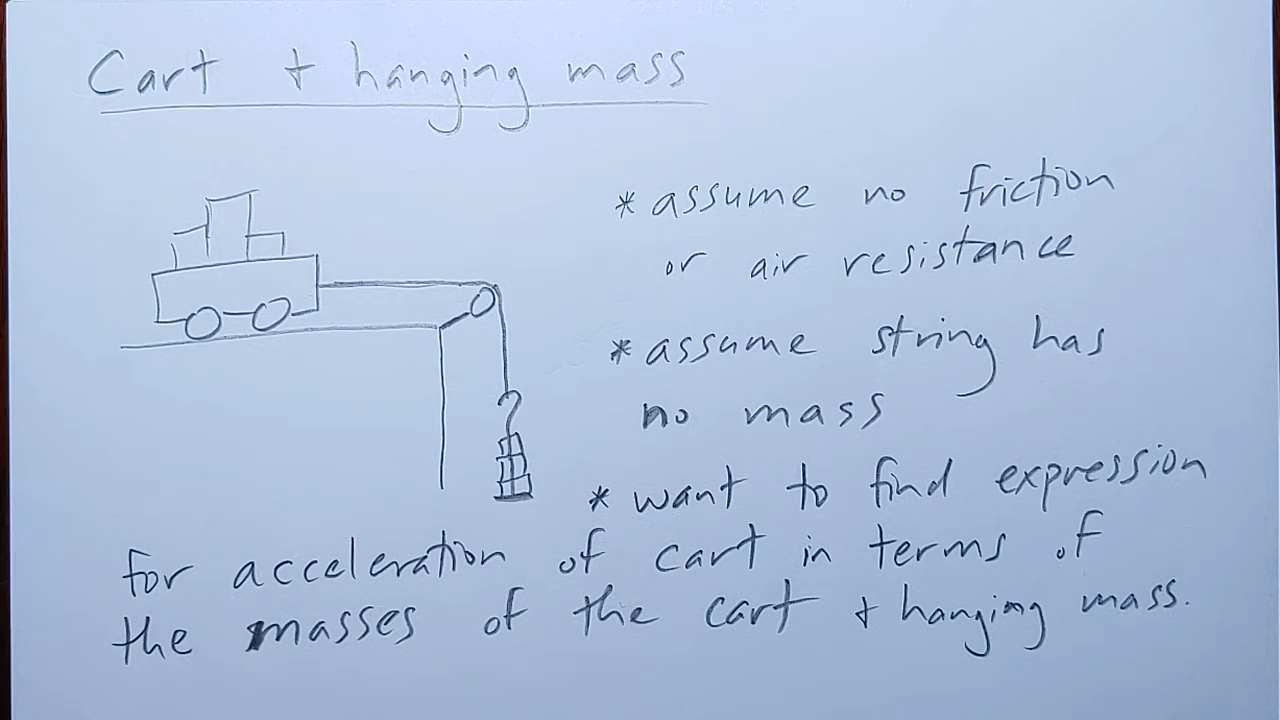 Cart + hanging mass
* assume no friction
or air resistance
* assume string has
no mass
* want to find expression
for acceleration of cart in terms of
the masses of the cart + hanging mass.